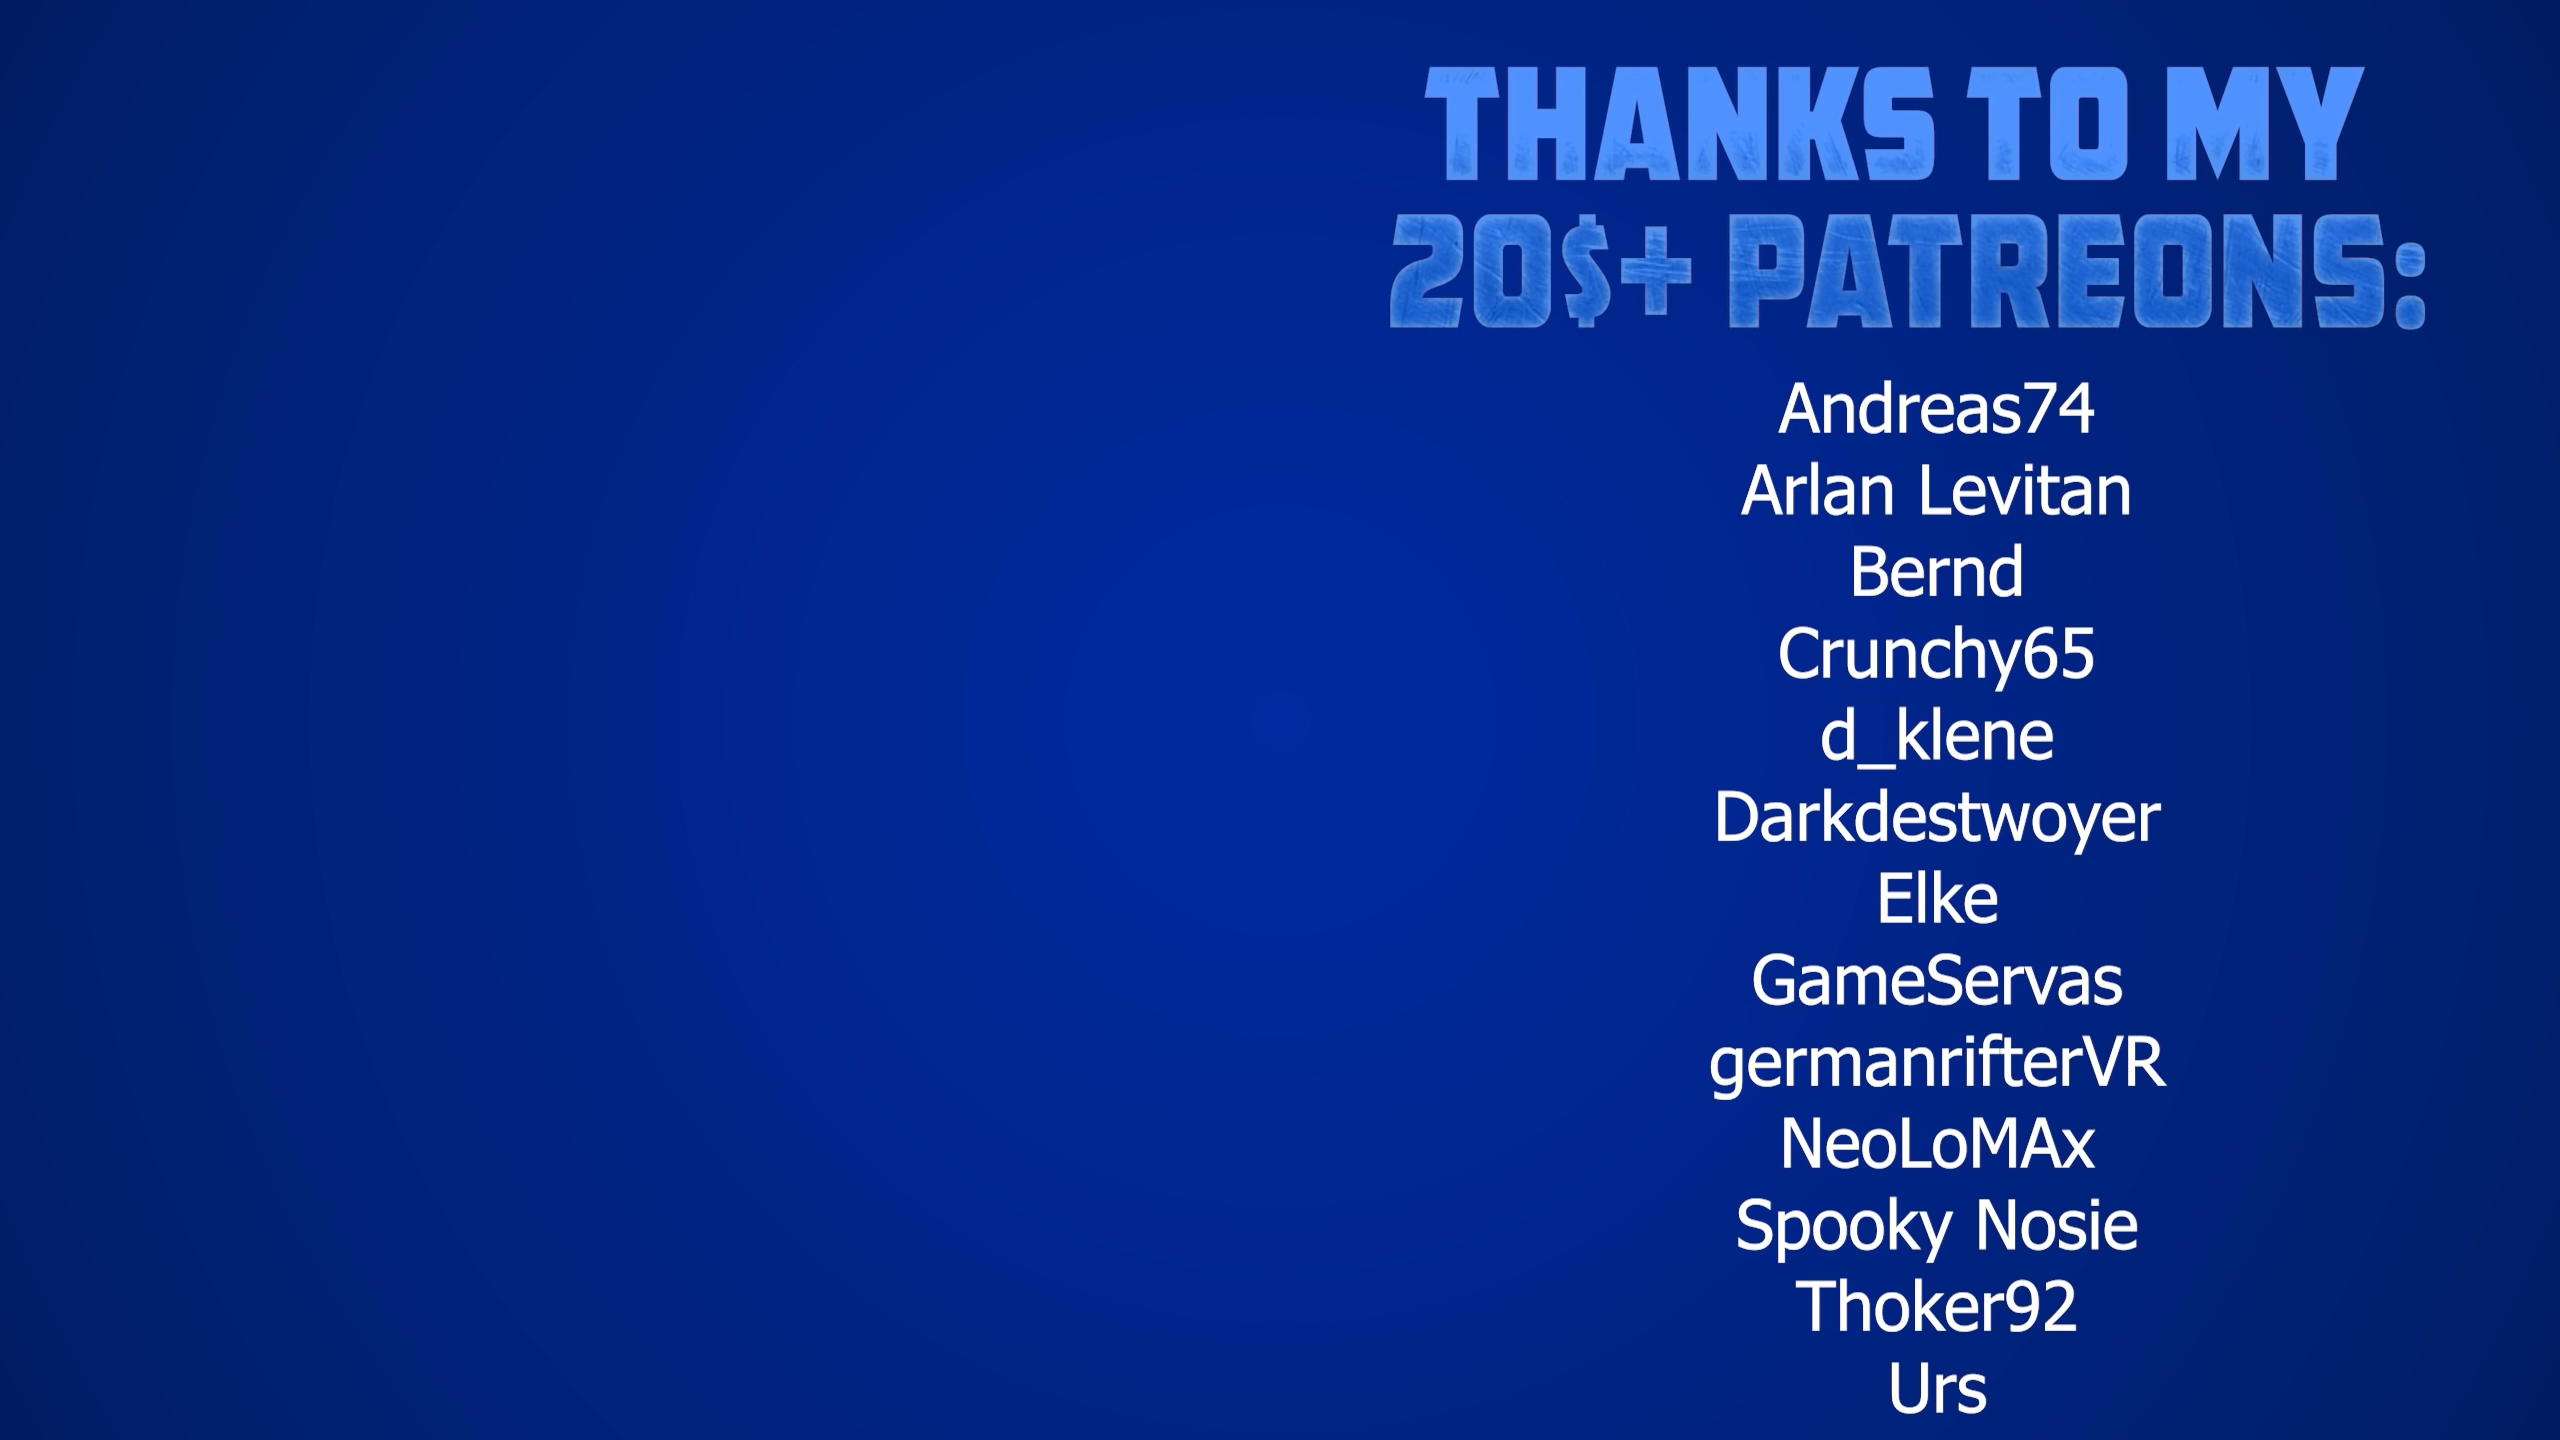 THANKS TO MY
20$+ PATREONS:
Andreas74
Arlan Levitan
Bernd
Crunchy65
d_klene
Darkdestwoyer
Elke
GameServas
germanrifterVR
NeoLoMAx
Spooky Nosie
Thoker92
Urs